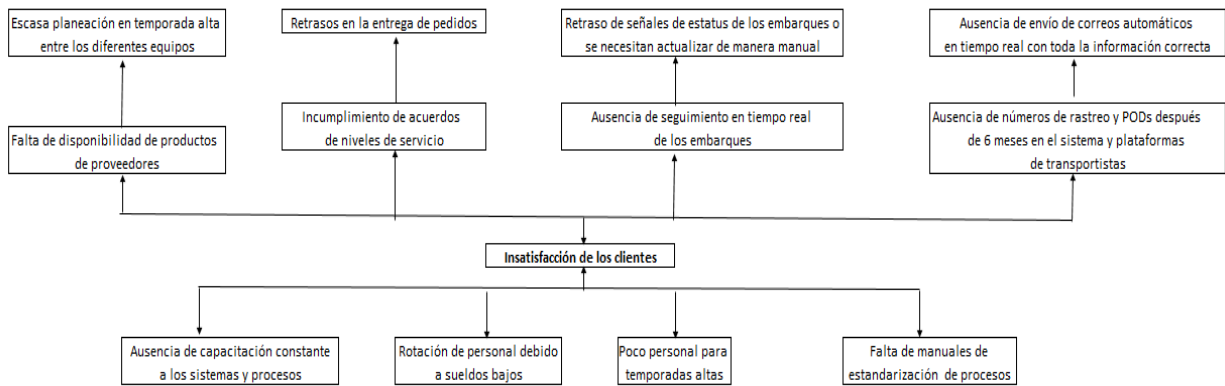 Escasa planeación en temporada alta
entre los diferentes equipos
Retrasos en la entrega de pedidos
Retraso de señales de estatus de los embarques o
se necesitan actualizar de manera manual
Ausencia de envío de correos automáticos
en tiempo real con toda la información correcta
Falta de disponibilidad de productos
de proveedores
Incumplimiento de acuerdos
de niveles de servicio
Ausencia de seguimiento en tiempo real
de los embarques
Ausencia de números de rastreo y PODs después
de 6 meses en el sistema y plataformas
de transportistas
Insatisfacción de los clientes
Ausencia de capacitación constante
a los sistemas y procesos
Rotación de personal debido
a sueldos bajos
Poco personal para
temporadas altas
Falta de manuales de
estandarización de procesos